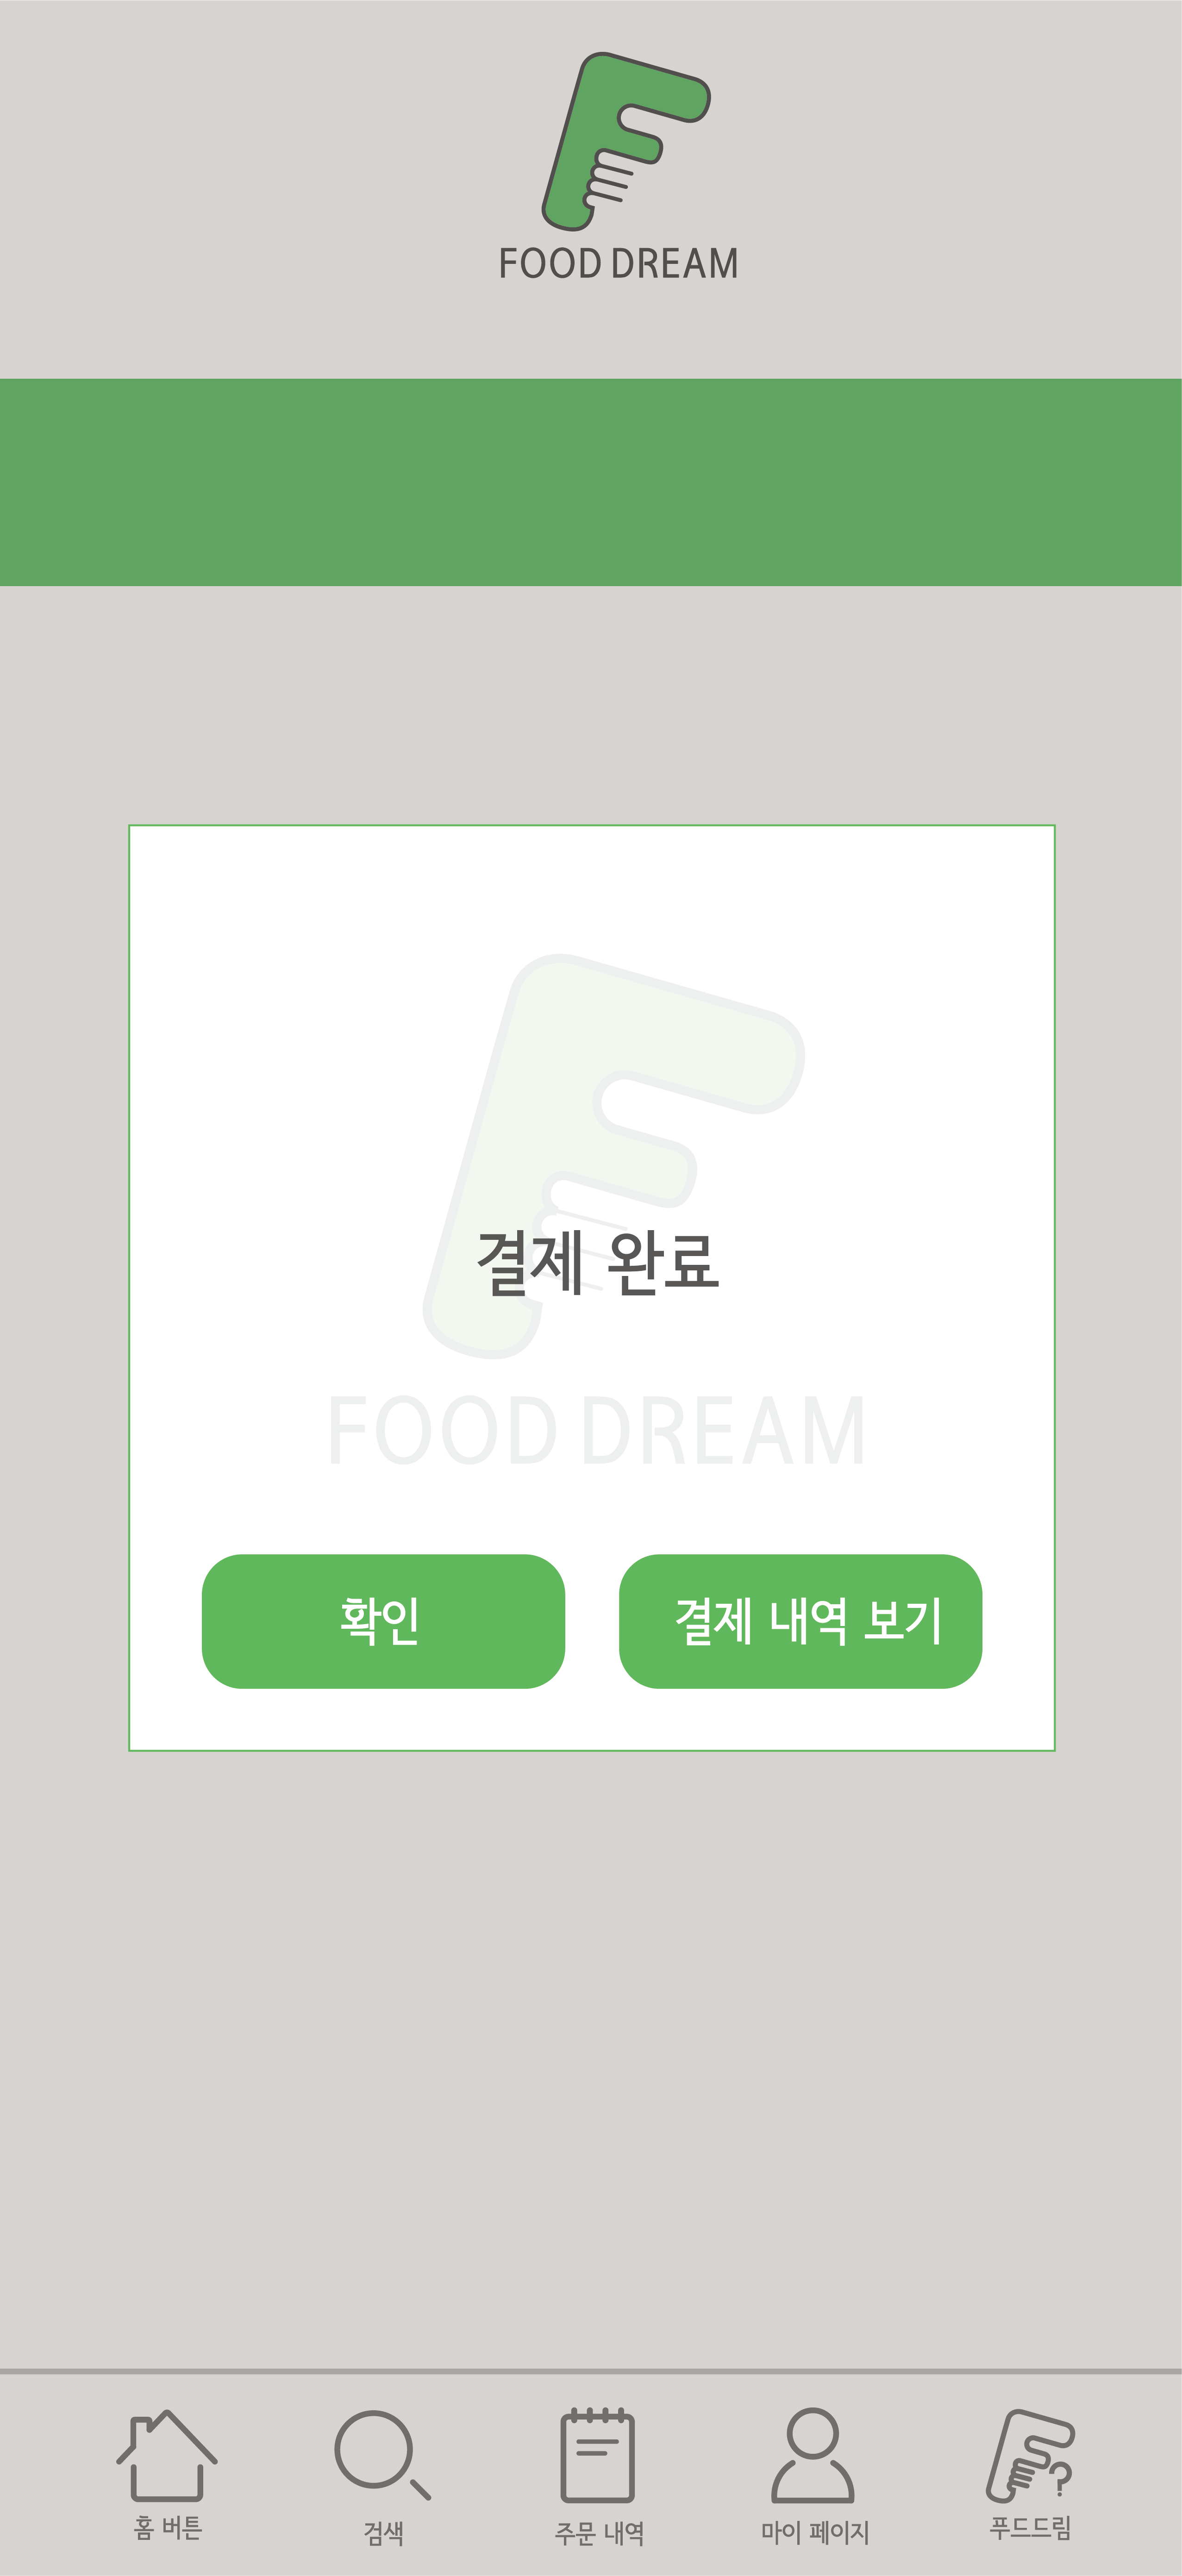 FOOD DREAM
결제 완료
FOOD DREAM
확인
결제 내역 보기
홈 버튼
검색
주문 내역
마이 페이지
?
푸드드림